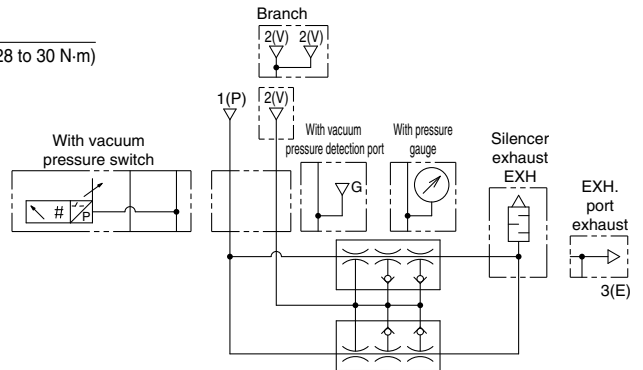 Branch
2(V) 2(V)
28 to 30 N·m)
1(P)
2(V)
With vacuum
pressure switch
With vacuum
pressure detection port
With pressure
gauge
Silencer
exhaust
EXH
EXH.
port
exhaust
G
#
P
3(E)